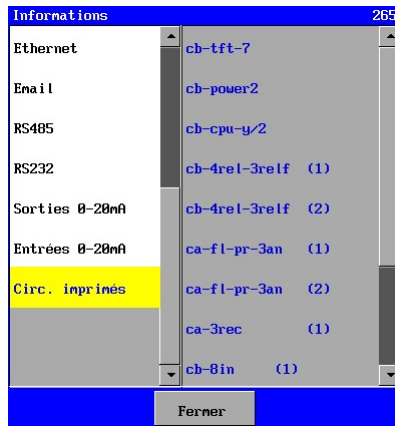 Informations 265
Ethernet
Email
RS485
RS232
Sorties 0-20mA
Entrées 0-20mA
Circ. imprimés
cb-tft-7
cb-power2
cb-cpu-y/2
cb-4rel-3relf (1)
cb-4rel-3relf (2)
ca-fl-pr-3an (1)
ca-fl-pr-3an (2)
ca-3rec (1)
cb-8in (1)
Fermer